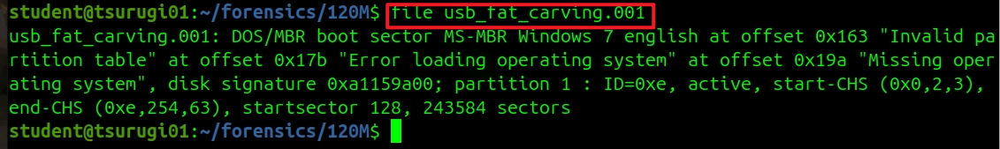 student@tsurugi01:~/forensics/120M$ file usb_fat_carving.001
usb_fat_carving.001: DOS/MBR boot sector MS-MBR Windows 7 english at offset 0x163 "Invalid pa
rtition table" at offset 0x17b "Error loading operating system" at offset 0x19a "Missing oper
ating system", disk signature 0xa1159a00; partition 1 : ID=0xe, active, start-CHS (0x0,2,3),
end-CHS (0xe,254,63), startsector 128, 243584 sectors
student@tsurugi01:~/forensics/120M$